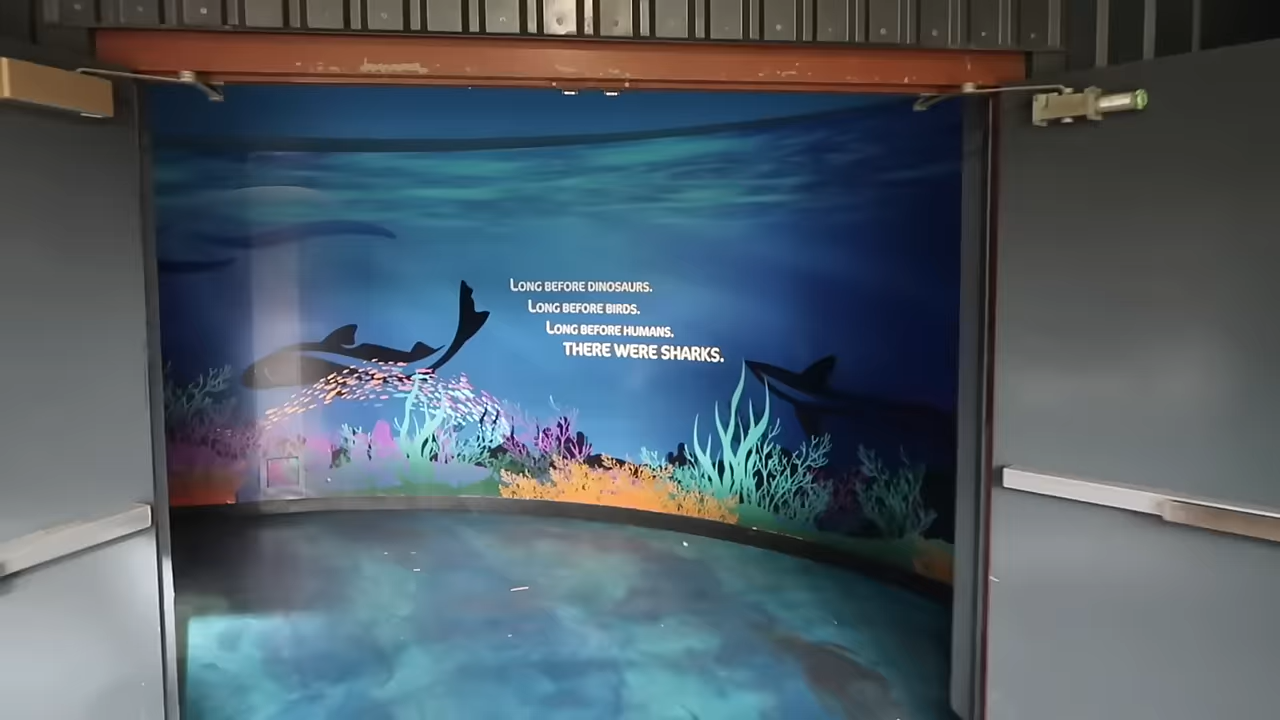 LONG BEFORE DINOSAURS.
LONG BEFORE BIRDS.
LONG BEFORE HUMANS.
THERE WERE SHARKS.